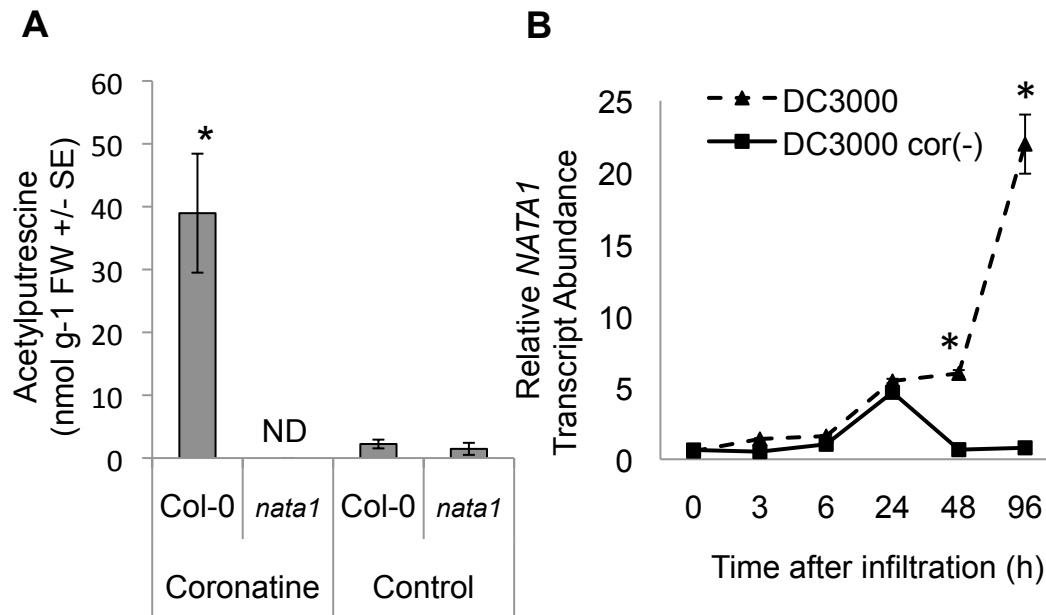 A
Acetylputrescine
(nmol g-1 FW +/- SE)
60
50
40
30
20
10
0
*
ND
Col-0 nata1 Col-0 nata1
Coronatine Control
B
Relative NATA1
Transcript Abundance
25
20
15
10
5
0
DC3000
DC3000 cor(-)
*
*
0 3 6 24 48 96
Time after infiltration (h)